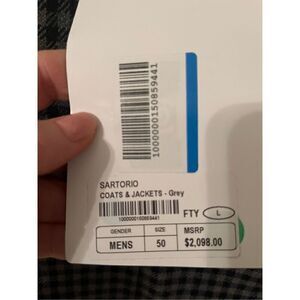 1000000150859441
SARTORIO
COATS & JACKETS - Grey
1000000150859441
FTY L
GENDER SIZE MSRP
MENS 50 $2,098.00